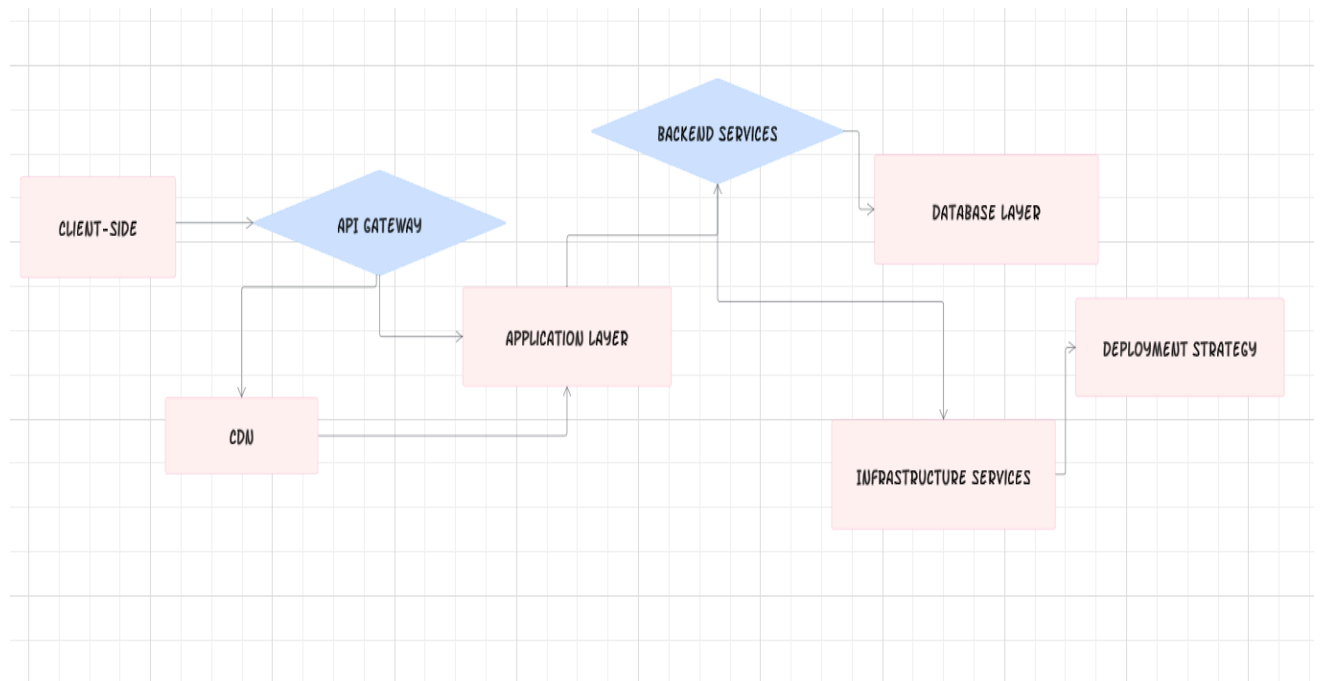 BACKEND SERVICES
DATABASE LAYER
CLIENT-SIDE
API GATEWAY
APPLICATION LAYER
DEPLOYMENT STRATEGY
CDN
INFRASTRUCTURE SERVICES